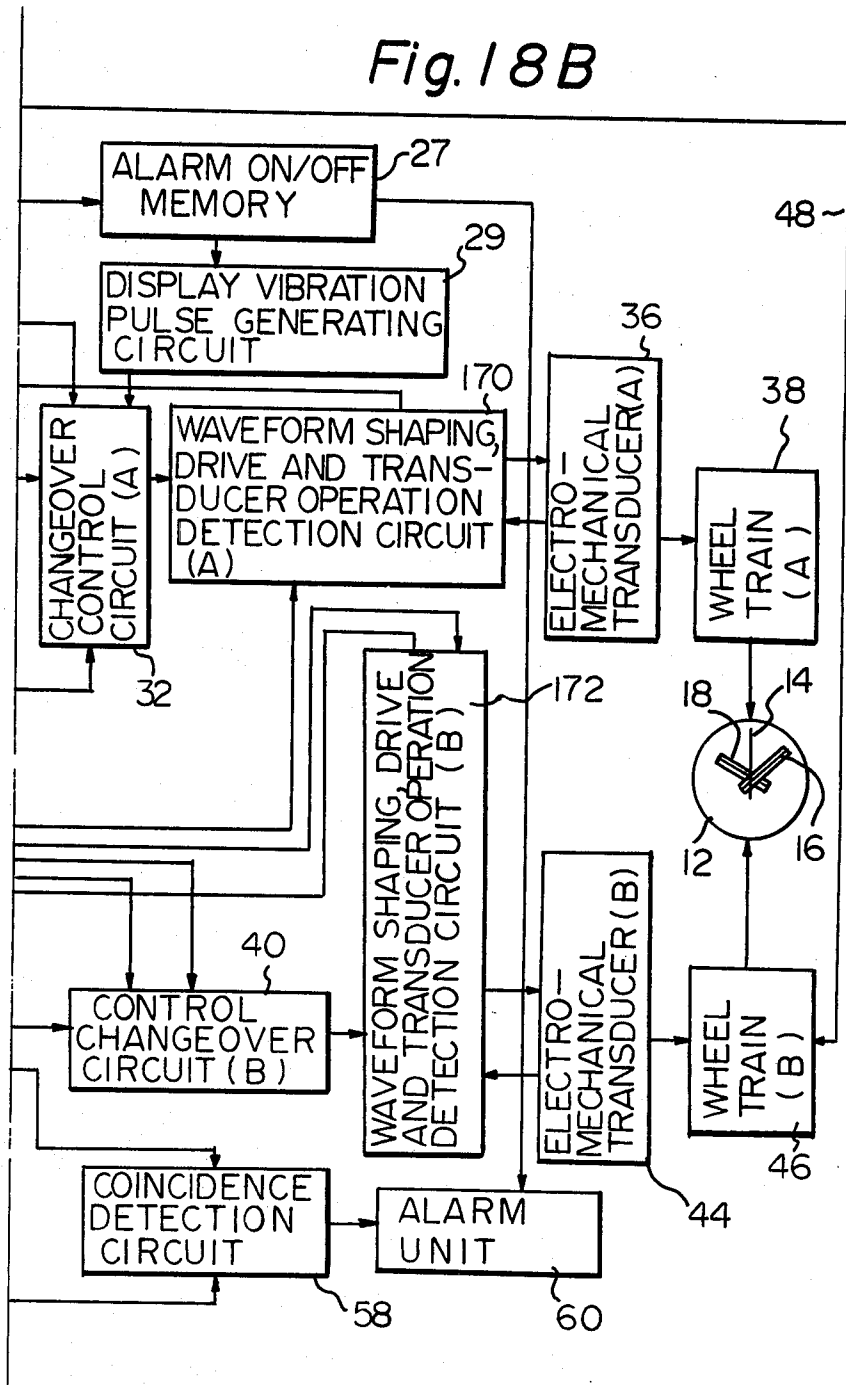 Fig. 18B
ALARM ON/OFF
MEMORY
27
48
29
DISPLAY VIBRATION
PULSE GENERATING
CIRCUIT
36
170
38
CHANGEOVER
CONTROL
CIRCUIT (A)
32
WAVEFORM SHAPING,
DRIVE AND TRANS-
DUCER OPERATION
DETECTION CIRCUIT
(A)
ELECTRO-
MECHANICAL
TRANSDUCER(A)
WHEEL
TRAIN
(A)
172
18
14
12
16
WAVEFORM SHAPING, DRIVE
AND TRANSDUCER OPERATION
DETECTION CIRCUIT (B)
40
CONTROL
CHANGEOVER
CIRCUIT (B)
ELECTRO-
MECHANICAL
TRANSDUCER(B)
44
WHEEL
TRAIN
(B)
46
COINCIDENCE
DETECTION
CIRCUIT
58
ALARM
UNIT
60